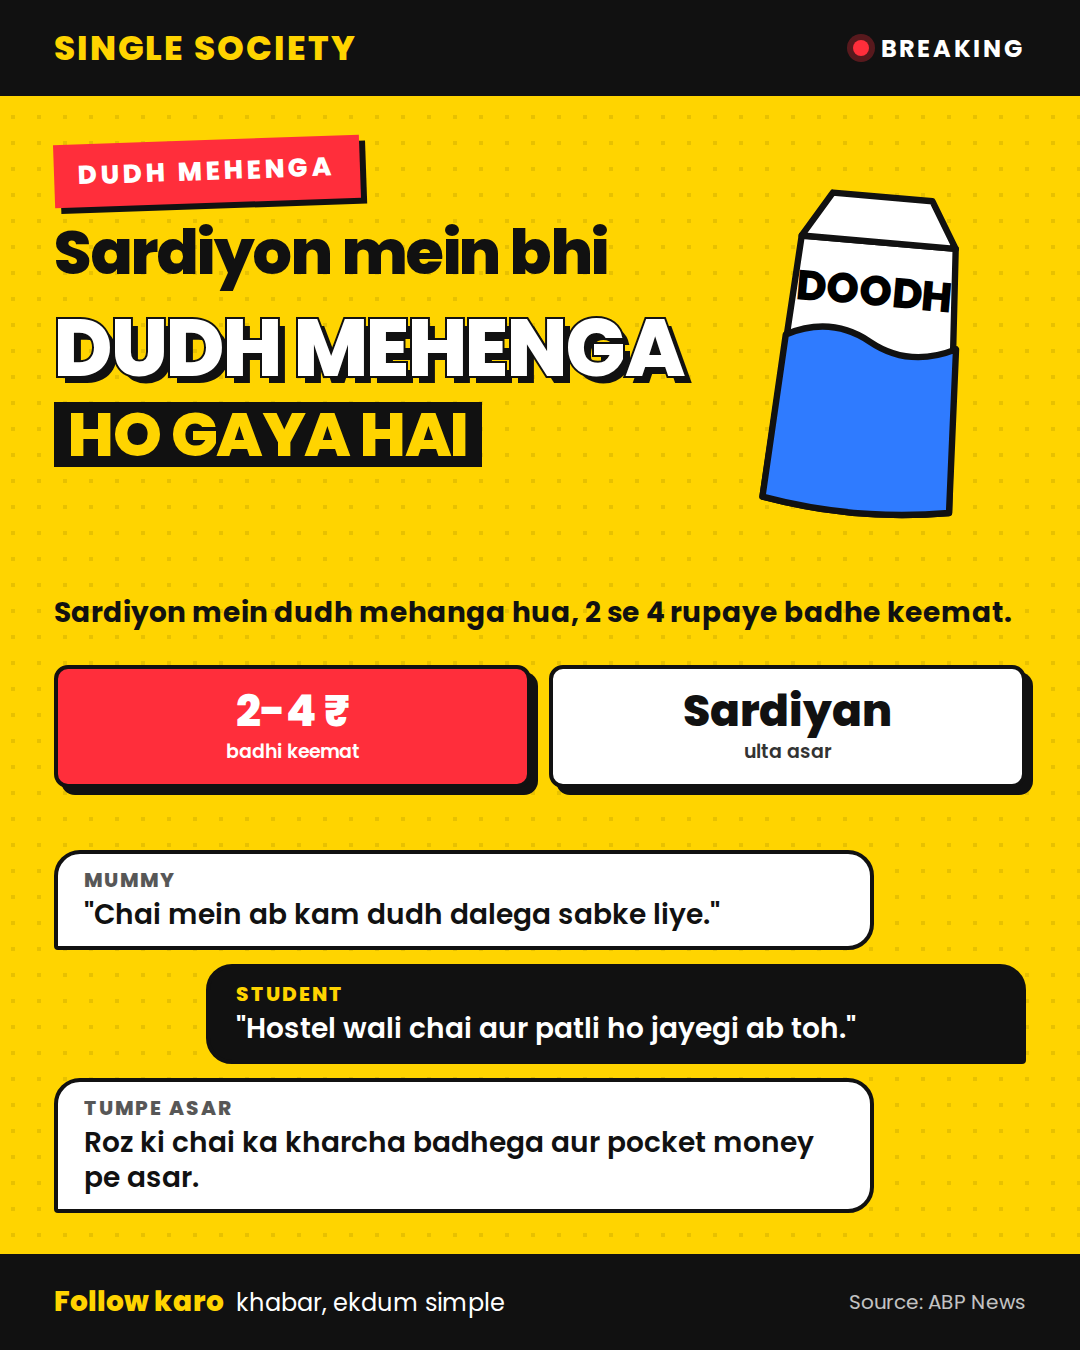 SINGLE SOCIETY
BREAKING
DUDH MEHENGA
Sardiyon mein bhi
DUDH MEHENGA
HO GAYA HAI
DOODH
Sardiyon mein dudh mehanga hua, 2 se 4 rupaye badhe keemat.
2–4 ₹
badhi keemat
Sardiyan
ulta asar
MUMMY
"Chai mein ab kam dudh dalega sabke liye."
STUDENT
"Hostel wali chai aur patli ho jayegi ab toh."
TUMPE ASAR
Roz ki chai ka kharcha badhega aur pocket money
pe asar.
Follow karo khabar, ekdum simple
Source: ABP News